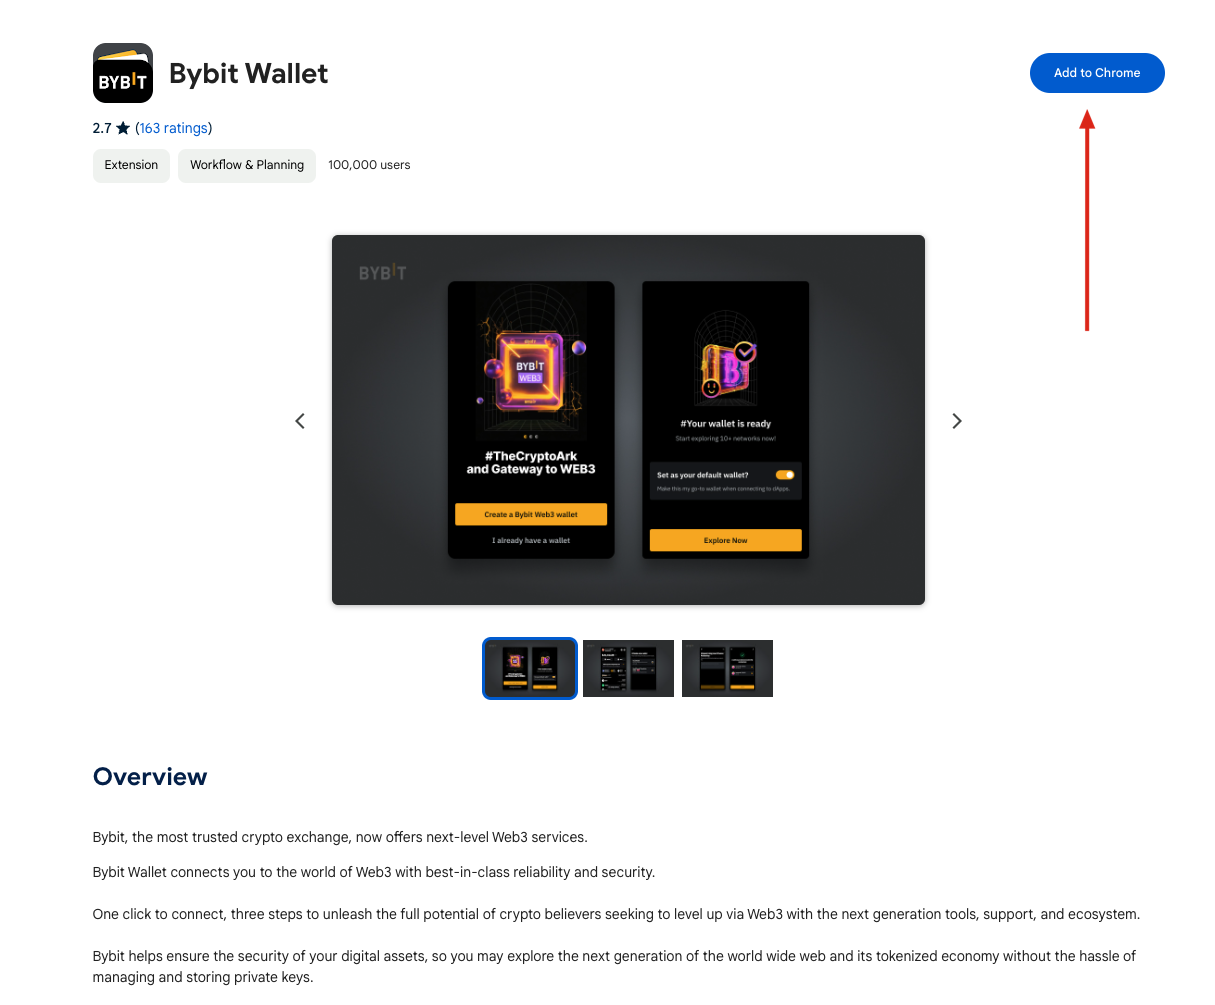 BYBIT
Bybit Wallet
Add to Chrome
2.7 ★ (163 ratings)
Extension
Workflow & Planning
100,000 users
BYBIT
BYBIT
WEB3
#TheCryptoArk
and Gateway to WEB3
Create a Bybit Web3 wallet
I already have a wallet
#Your wallet is ready
Start exploring 10+ networks now!
Set as your default wallet?
Make this my go-to wallet when connecting to dApps.
Explore Now
Overview
Bybit, the most trusted crypto exchange, now offers next-level Web3 services.
Bybit Wallet connects you to the world of Web3 with best-in-class reliability and security.
One click to connect, three steps to unleash the full potential of crypto believers seeking to level up via Web3 with the next generation tools, support, and ecosystem.
Bybit helps ensure the security of your digital assets, so you may explore the next generation of the world wide web and its tokenized economy without the hassle of
managing and storing private keys.